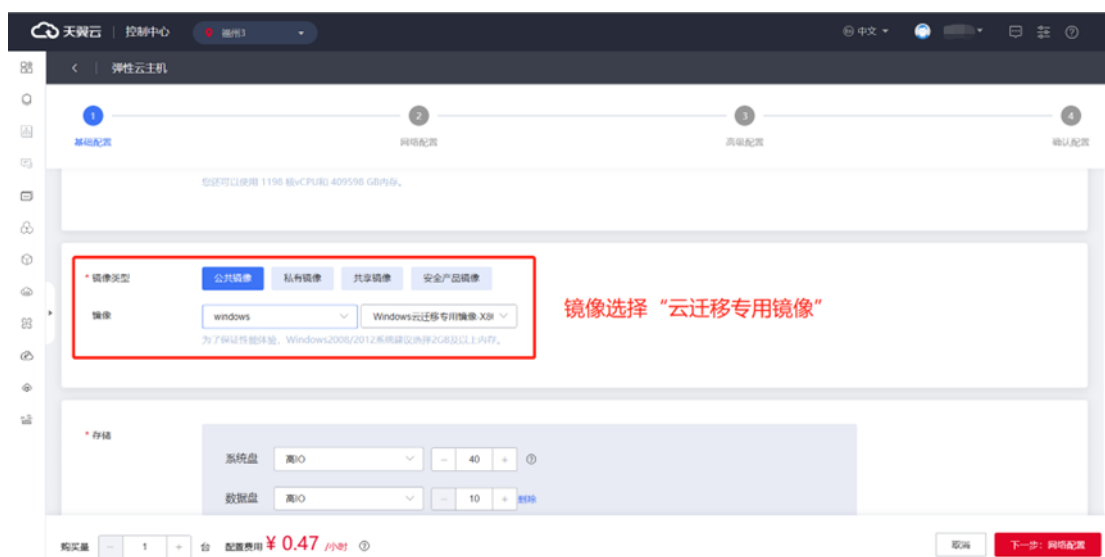 天翼云 | 控制中心 福州3 中文
弹性云主机
1 2 3 4
基础配置 网络配置 高级配置 确认配置
您还可以使用 1198 核vCPU和 409598 GB内存。
* 镜像类型 公共镜像 私有镜像 共享镜像 安全产品镜像
镜像 windows Windows云迁移专用镜像-X86
为了保证性能体验，Windows2008/2012系统建议选择2GB及以上内存。
镜像选择“云迁移专用镜像”
* 存储
系统盘 高IO - 40 +
数据盘 高IO - 10 + 删除
购买量 - 1 + 台 配置费用 ¥ 0.47 /小时
取消 下一步：网络配置